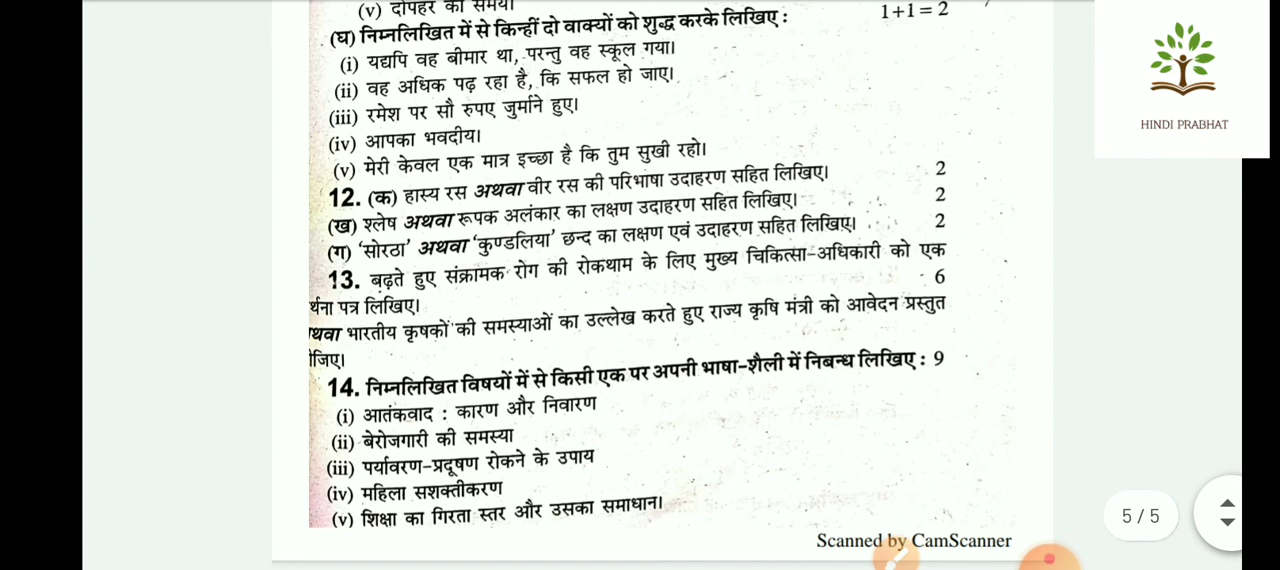 (v) दोपहर का समय।
(घ) निम्नलिखित में से किन्हीं दो वाक्यों को शुद्ध करके लिखिए : 1+1 = 2
(i) यद्यपि वह बीमार था, परन्तु वह स्कूल गया।
(ii) वह अधिक पढ़ रहा है, कि सफल हो जाए।
(iii) रमेश पर सौ रुपए जुर्माने हुए।
(iv) आपका भवदीय।
(v) मेरी केवल एक मात्र इच्छा है कि तुम सुखी रहो।
12. (क) हास्य रस अथवा वीर रस की परिभाषा उदाहरण सहित लिखिए। 2
(ख) श्लेष अथवा रूपक अलंकार का लक्षण उदाहरण सहित लिखिए। 2
(ग) ‘सोरठा’ अथवा ‘कुण्डलिया’ छन्द का लक्षण एवं उदाहरण सहित लिखिए। 2
13. बढ़ते हुए संक्रामक रोग की रोकथाम के लिए मुख्य चिकित्सा-अधिकारी को एक
र्थना पत्र लिखिए। 6
थवा भारतीय कृषकों की समस्याओं का उल्लेख करते हुए राज्य कृषि मंत्री को आवेदन प्रस्तुत
ीजिए।
14. निम्नलिखित विषयों में से किसी एक पर अपनी भाषा-शैली में निबन्ध लिखिए : 9
(i) आतंकवाद : कारण और निवारण
(ii) बेरोजगारी की समस्या
(iii) पर्यावरण-प्रदूषण रोकने के उपाय
(iv) महिला सशक्तीकरण
(v) शिक्षा का गिरता स्तर और उसका समाधान।
Scanned by CamScanner
HINDI PRABHAT
5 / 5